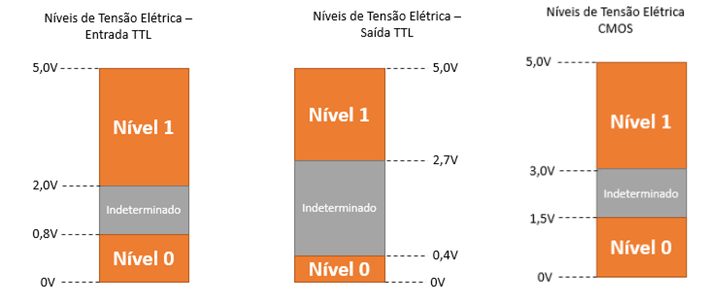 Níveis de Tensão Elétrica –
Entrada TTL
5,0V
Nível 1
2,0V
Indeterminado
0,8V
Nível 0
0V
Níveis de Tensão Elétrica –
Saída TTL
5,0V
Nível 1
2,7V
Indeterminado
0,4V
Nível 0
0V
Níveis de Tensão Elétrica
CMOS
5,0V
Nível 1
3,0V
Indeterminado
1,5V
Nível 0
0V